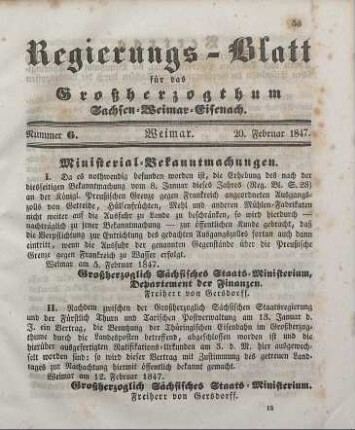 Regierungs-Blatt
für das
Großherzogthum
Sachsen-Weimar-Eisenach.
Nummer 6. Weimar. 20. Februar 1847.
Ministerial-Bekanntmachungen.
I. Da es nothwendig befunden worden ist, die Erhebung des nach der
diesseitigen Bekanntmachung vom 8. Januar dieses Jahres (Reg. Bl. S. 28)
an der Königl. Preußischen Grenze gegen Frankreich angeordneten Ausgangs-
zolls von Getreide, Hülsenfrüchten, Mehl und anderen Mühlen-Fabrikaten
nicht weiter auf die Ausfuhr zu Lande zu beschränken, so wird hierdurch —
nachträglich zu jener Bekanntmachung — zur öffentlichen Kunde gebracht, daß
die Verpflichtung zur Entrichtung des gedachten Ausgangszolles fortan auch dann
eintritt, wenn die Ausfuhr der genannten Gegenstände über die Preußische
Grenze gegen Frankreich zu Wasser erfolgt.
Weimar am 5. Februar 1847.
Großherzoglich Sächsisches Staats-Ministerium,
Departement der Finanzen.
Freiherr von Gersdorff.
II. Nachdem zwischen der Großherzoglich Sächsischen Staatsregierung
und der Fürstlich Thurn und Taxisschen Postverwaltung am 13. Januar d.
J. ein Vertrag, die Benutzung der Thüringischen Eisenbahn im Großherzog-
thume durch die Landesposten betreffend, abgeschlossen worden ist und die
hierüber ausgefertigten Ratifikations-Urkunden am 3. d. M. hier ausgewech-
selt worden sind: so wird dieser Vertrag mit Zustimmung des getreuen Land-
tages zur Nachachtung hiermit öffentlich bekannt gemacht.
Weimar am 12. Februar 1847.
Großherzoglich Sächsisches Staats-Ministerium.
Freiherr von Gersdorff.